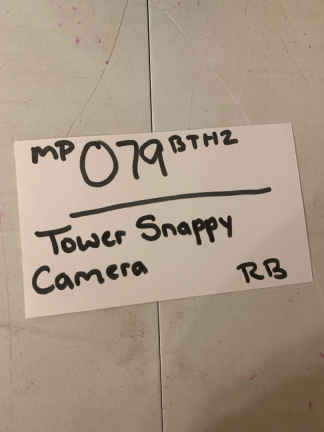 MP 079 BTH2
Tower Snappy
Camera RB